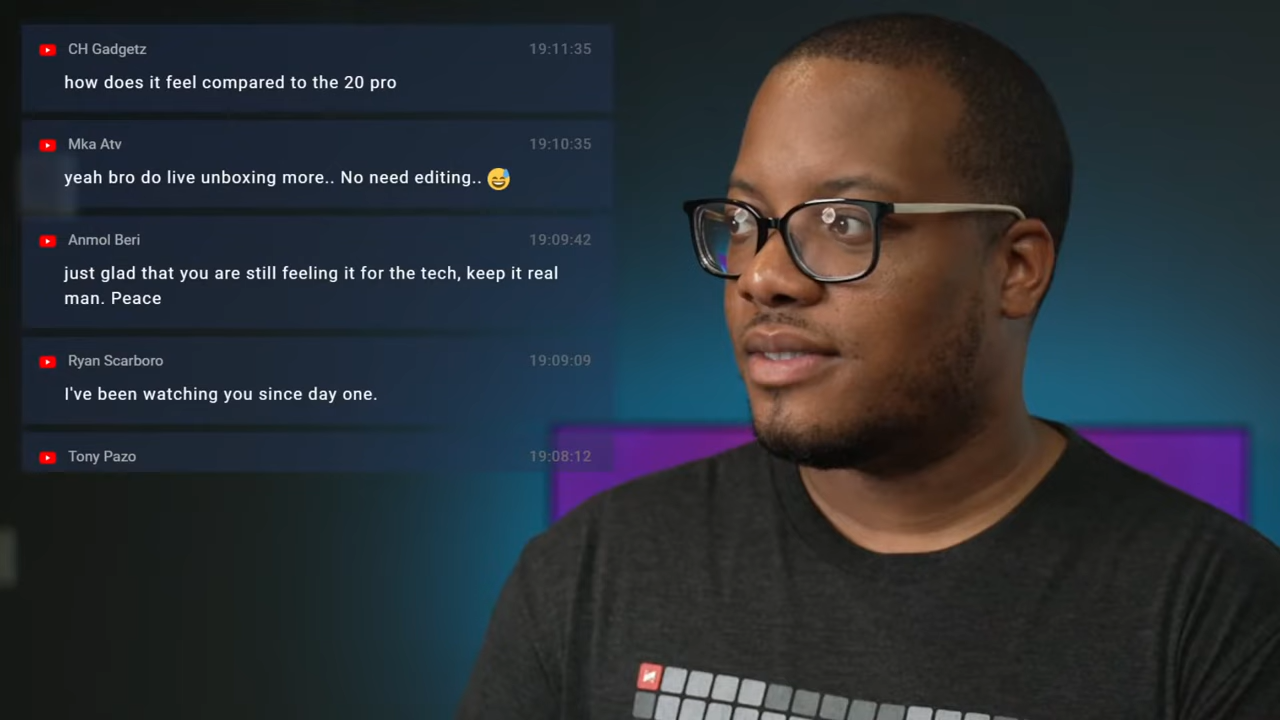 CH Gadgetz 19:11:35
how does it feel compared to the 20 pro
Mka Atv 19:10:35
yeah bro do live unboxing more.. No need editing.. 😅
Anmol Beri 19:09:42
just glad that you are still feeling it for the tech, keep it real
man. Peace
Ryan Scarboro 19:09:09
I've been watching you since day one.
Tony Pazo 19:08:12